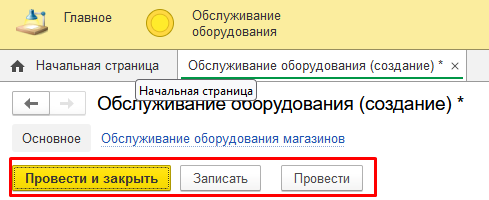 Главное
Обслуживание
оборудования
Начальная страница
Обслуживание оборудования (создание) * ×
Начальная страница
Обслуживание оборудования (создание) *
Основное
Обслуживание оборудования магазинов
Провести и закрыть
Записать
Провести